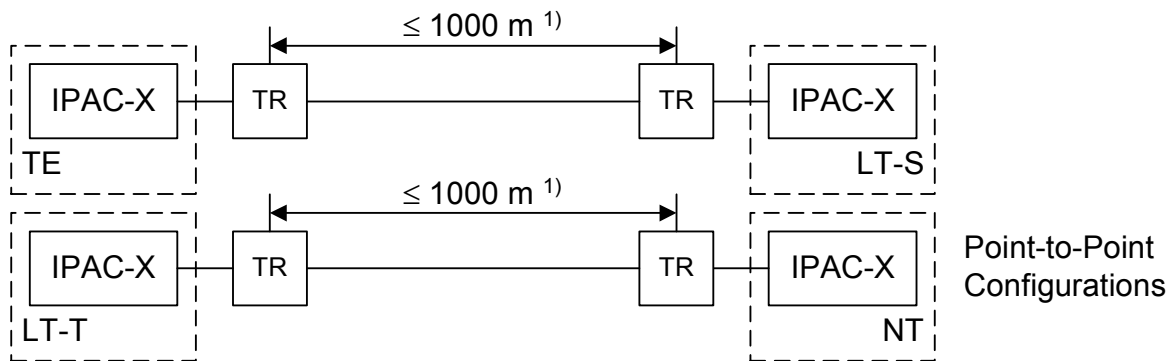 ≤ 1000 m 1)
IPAC-X TR TR IPAC-X
TE LT-S
≤ 1000 m 1)
IPAC-X TR TR IPAC-X
Point-to-Point
Configurations
LT-T NT